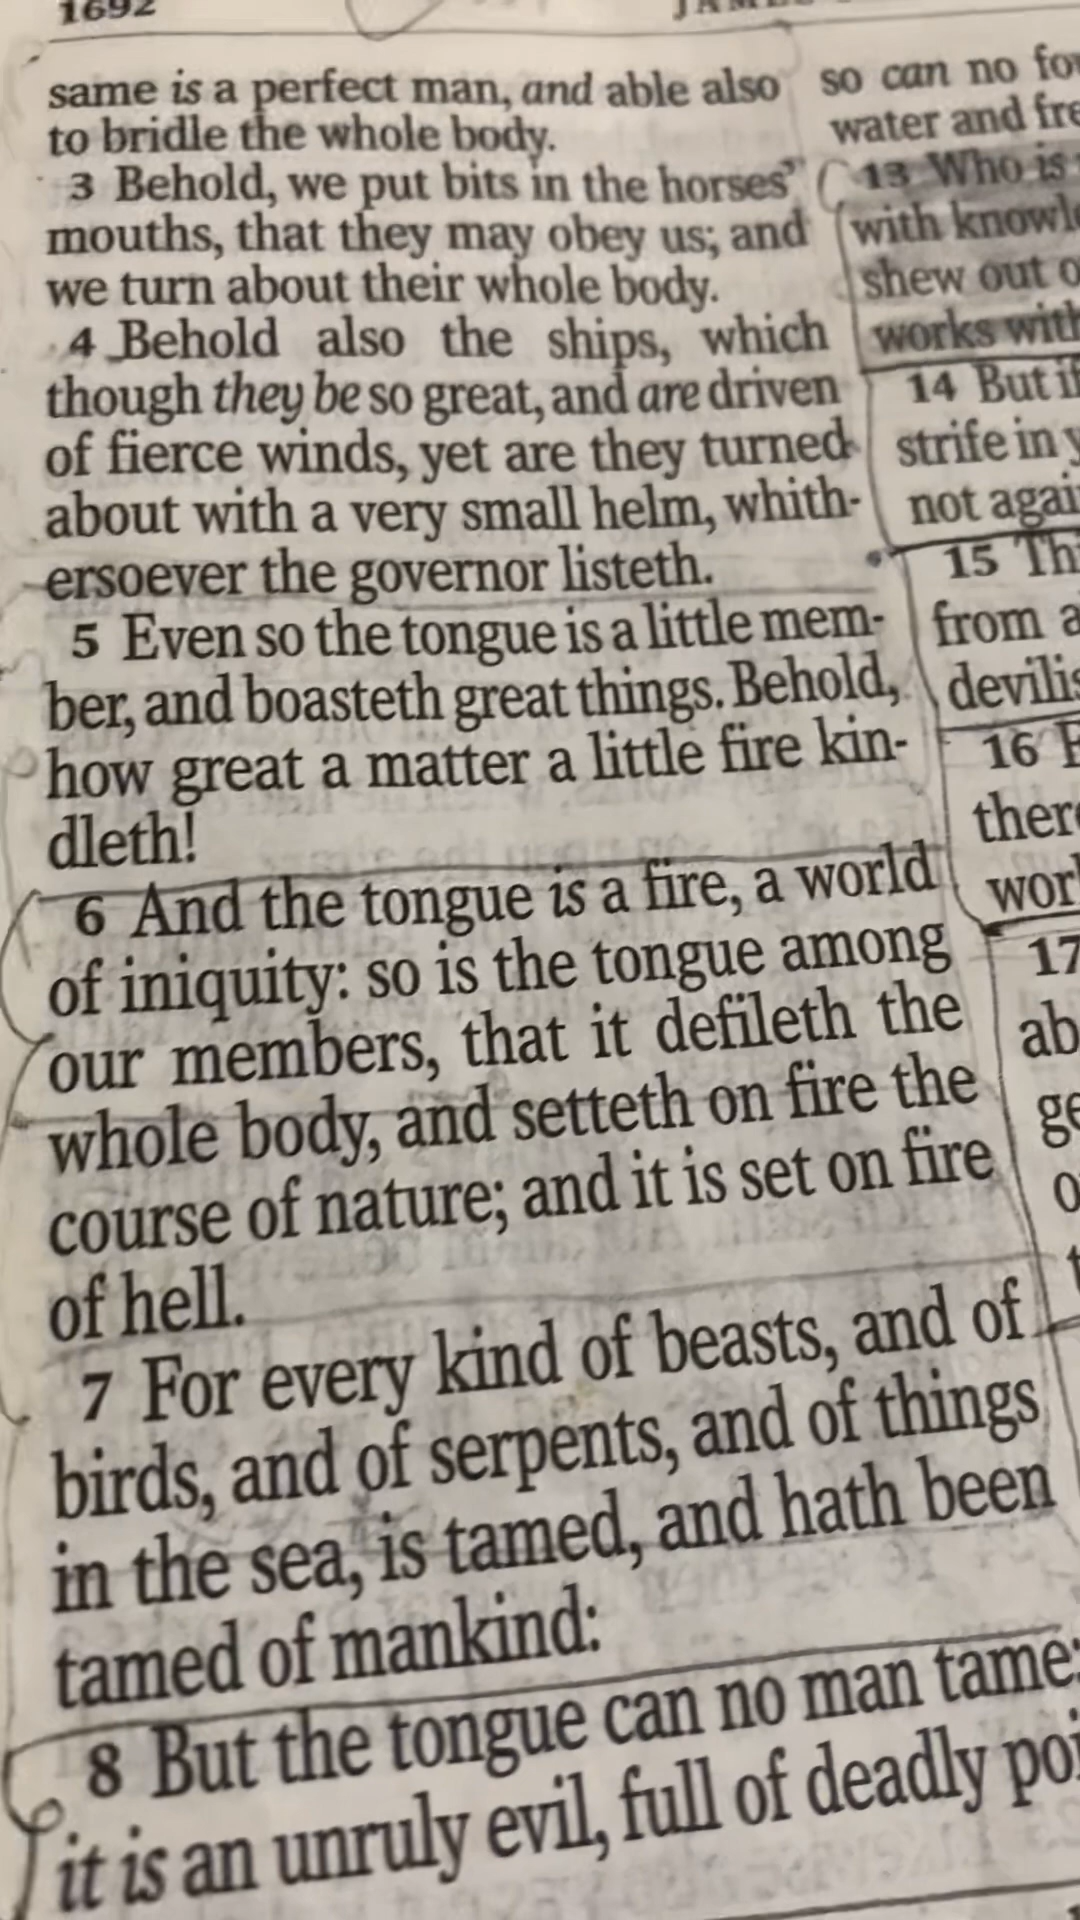 1692
same is a perfect man, and able also
to bridle the whole body.
3 Behold, we put bits in the horses'
mouths, that they may obey us; and
we turn about their whole body.
4 Behold also the ships, which
though they be so great, and are driven
of fierce winds, yet are they turned
about with a very small helm, whith-
ersoever the governor listeth.
5 Even so the tongue is a little mem-
ber, and boasteth great things. Behold,
how great a matter a little fire kin-
dleth!
6 And the tongue is a fire, a world
of iniquity: so is the tongue among
our members, that it defileth the
whole body, and setteth on fire the
course of nature; and it is set on fire
of hell.
7 For every kind of beasts, and of
birds, and of serpents, and of things
in the sea, is tamed, and hath been
tamed of mankind:
8 But the tongue can no man tame;
it is an unruly evil, full of deadly
so can no
water and
13 Who is
with
shew out
works
14 But if
strife in
not
15
from
16
17